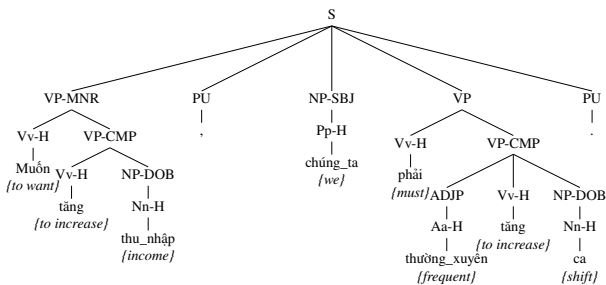 S
VP-MNR PU NP-SBJ VP PU
Vv-H VP-CMP , Pp-H Vv-H VP-CMP .
Muốn Vv-H NP-DOB chúng_ta phải ADJP Vv-H NP-DOB
{to want} tăng Nn-H {we} {must} Aa-H tăng Nn-H
{to increase} thu_nhập thường_xuyên {to increase} ca
{income} {frequent} {shift}